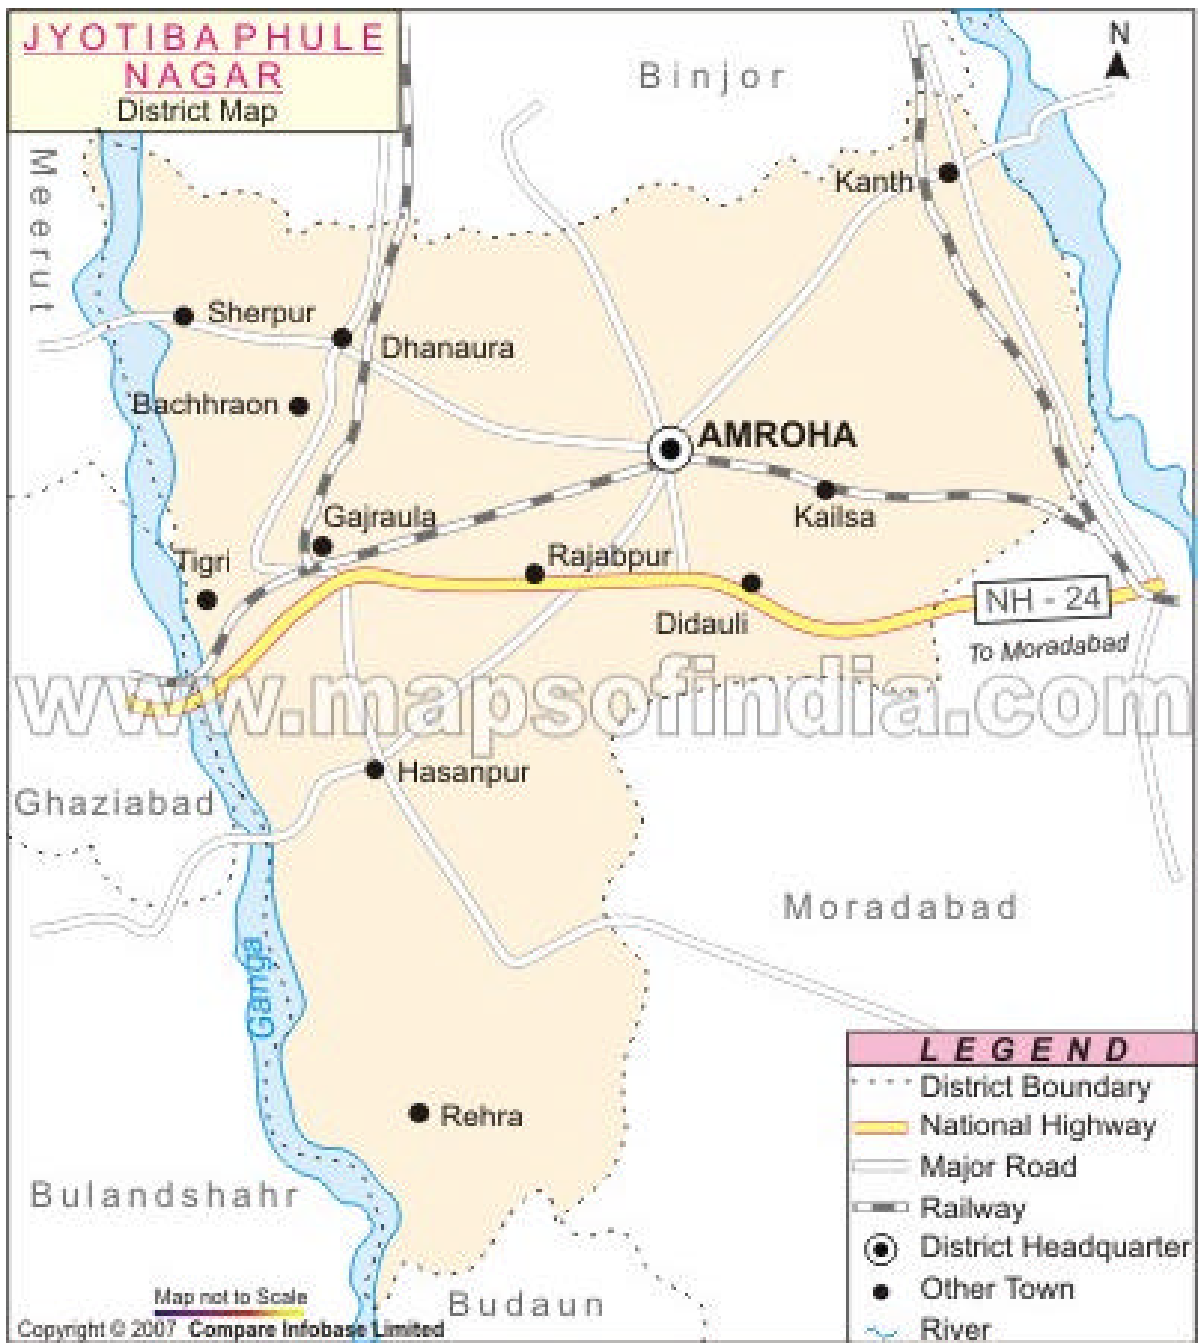 JYOTIBA PHULE
NAGAR
District Map
N
Binjor
Meerut
Kanth
Sherpur
Dhanaura
Bachhraon
AMROHA
Kailsa
Gajraula
Tigri
Rajabpur
Didauli
NH - 24
To Moradabad
www.mapsofindia.com
Hasanpur
Ghaziabad
Moradabad
Ganga
Rehra
Bulandshahr
Budaun
LEGEND
District Boundary
National Highway
Major Road
Railway
District Headquarter
Other Town
River
Map not to Scale
Copyright © 2007 Compare Infobase Limited